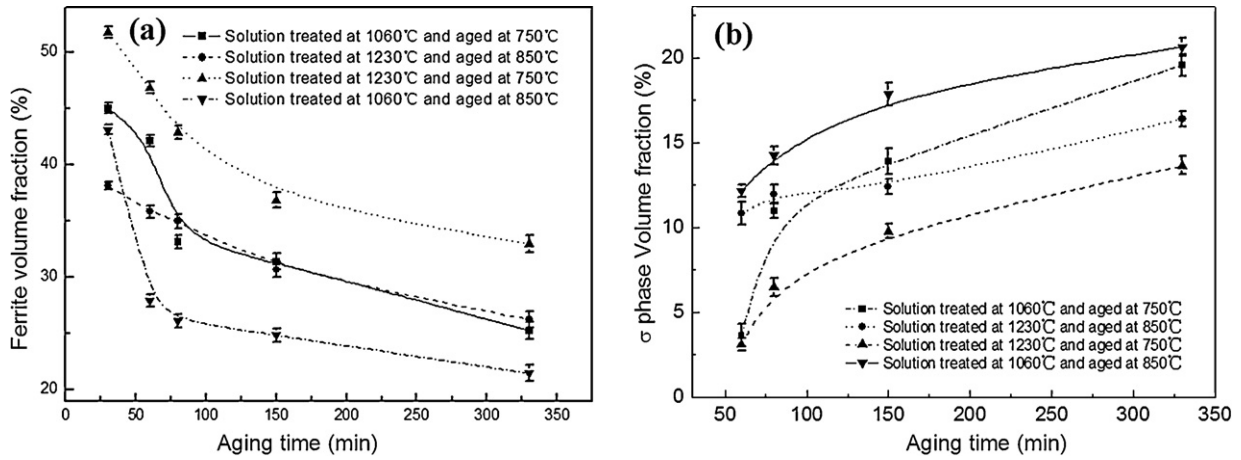 (a)
Solution treated at 1060℃ and aged at 750℃
Solution treated at 1230℃ and aged at 850℃
Solution treated at 1230℃ and aged at 750℃
Solution treated at 1060℃ and aged at 850℃
Ferrite volume fraction (%)
50
40
30
20
0 50 100 150 200 250 300 350
Aging time (min)
(b)
Solution treated at 1060℃ and aged at 750℃
Solution treated at 1230℃ and aged at 850℃
Solution treated at 1230℃ and aged at 750℃
Solution treated at 1060℃ and aged at 850℃
σ phase Volume fraction (%)
20
15
10
5
0
50 100 150 200 250 300 350
Aging time (min)